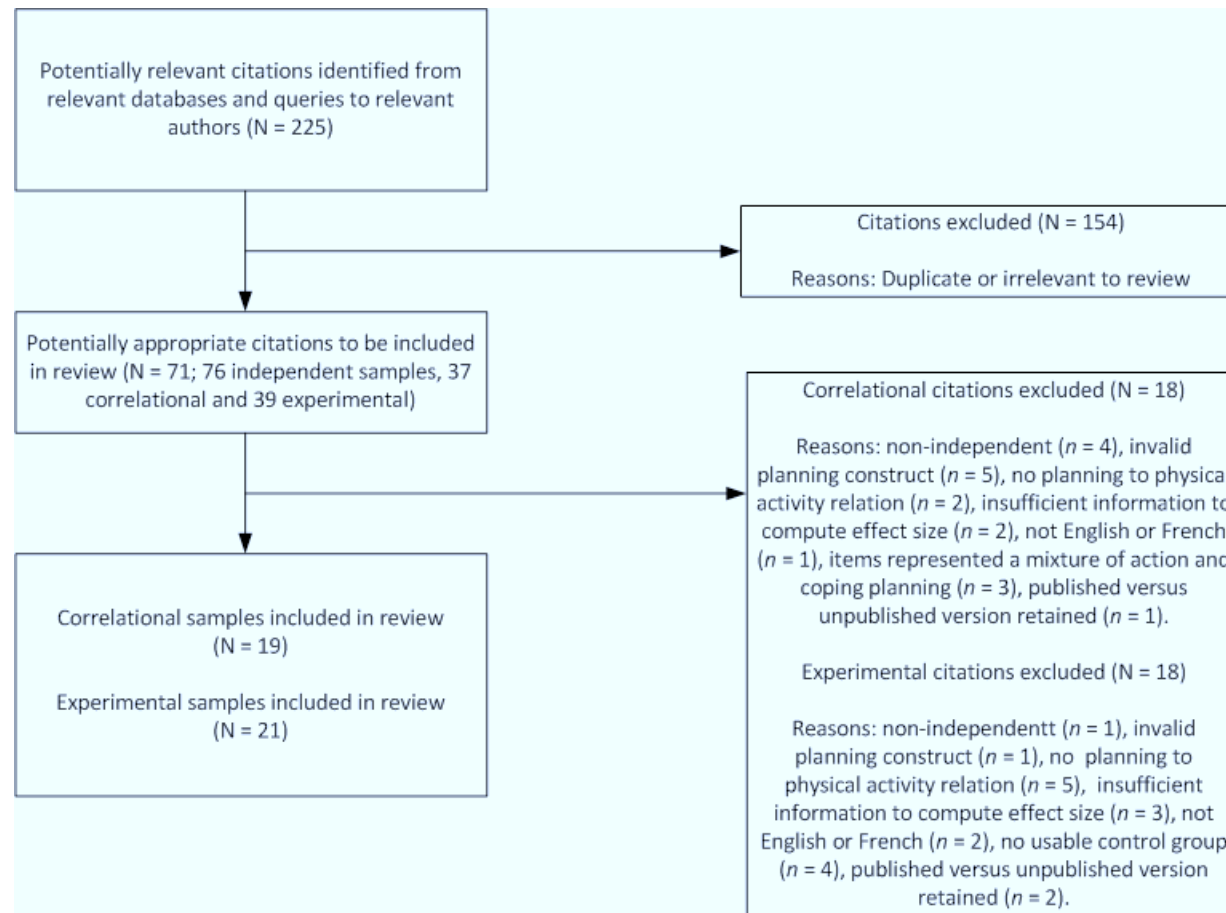 Potentially relevant citations identified from
relevant databases and queries to relevant
authors (N = 225)
Citations excluded (N = 154)
Reasons: Duplicate or irrelevant to review
Potentially appropriate citations to be included
in review (N = 71; 76 independent samples, 37
correlational and 39 experimental)
Correlational citations excluded (N = 18)
Reasons: non-independent (n = 4), invalid
planning construct (n = 5), no planning to physical
activity relation (n = 2), insufficient information to
compute effect size (n = 2), not English or French
(n = 1), items represented a mixture of action and
coping planning (n = 3), published versus
unpublished version retained (n = 1).
Experimental citations excluded (N = 18)
Reasons: non-independentt (n = 1), invalid
planning construct (n = 1), no planning to
physical activity relation (n = 5), insufficient
information to compute effect size (n = 3), not
English or French (n = 2), no usable control group
(n = 4), published versus unpublished version
retained (n = 2).
Correlational samples included in review
(N = 19)
Experimental samples included in review
(N = 21)